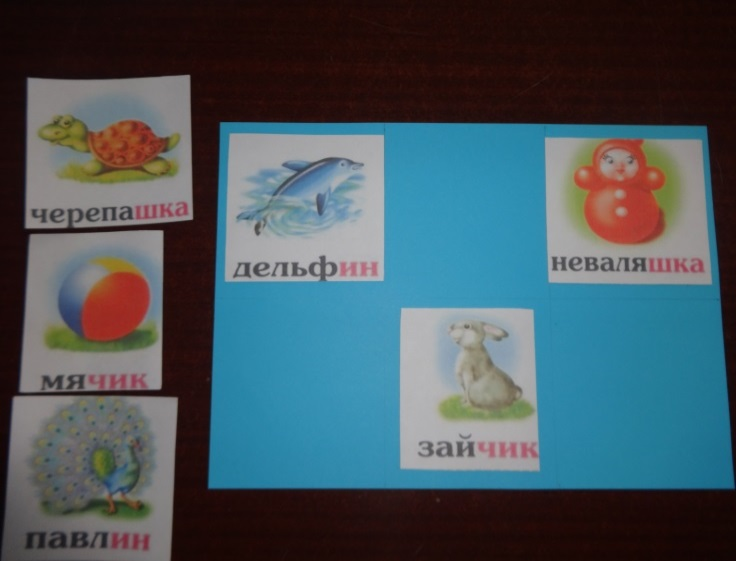 черепашка
мячик
павлин
дельфин
неваляшка
зайчик